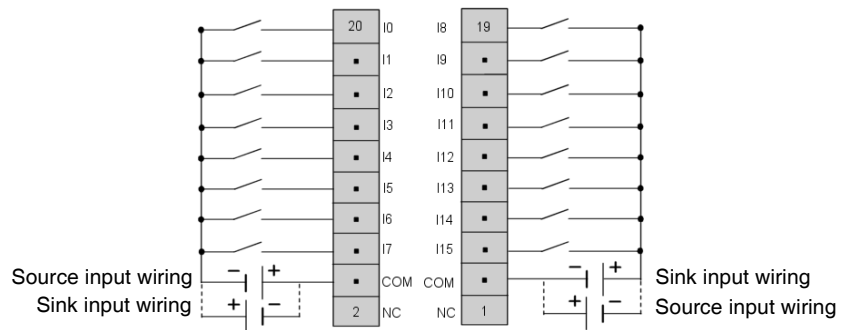 20 I0 I8 19
I1 I9
I2 I10
I3 I11
I4 I12
I5 I13
I6 I14
I7 I15
Source input wiring - + COM COM - + Sink input wiring
Sink input wiring + - 2 NC NC 1 + - Source input wiring